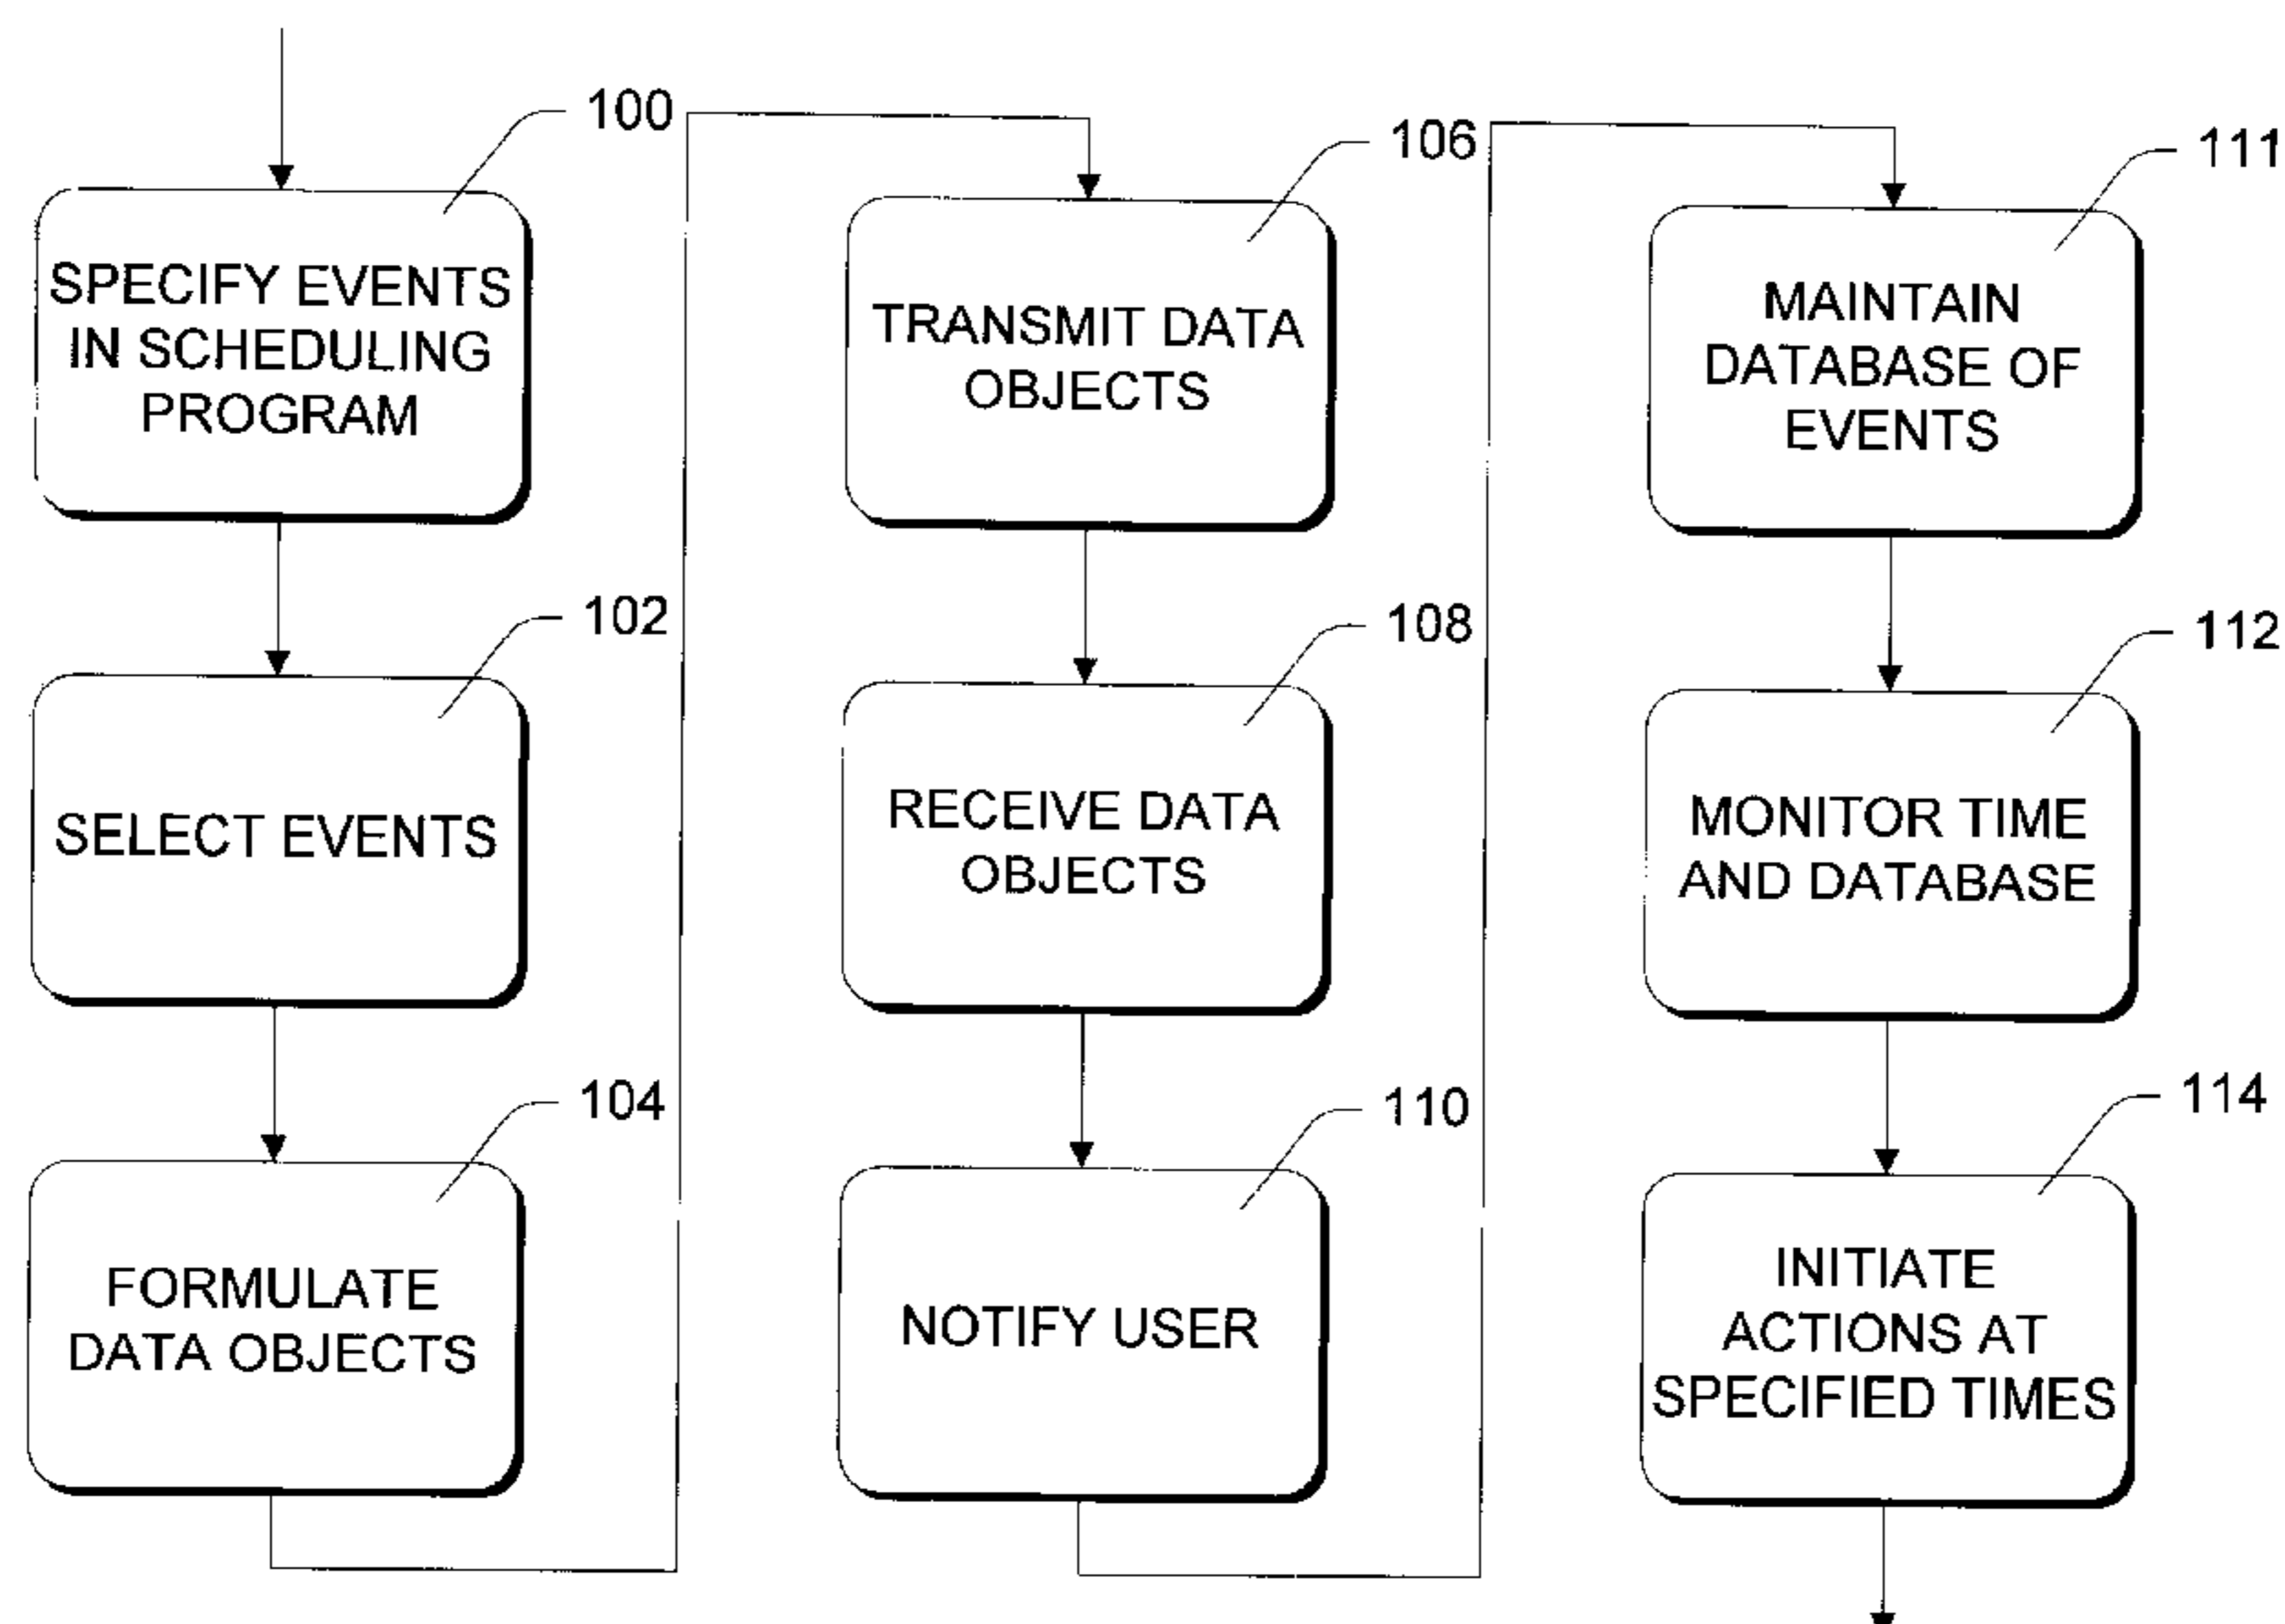 100
SPECIFY EVENTS
IN SCHEDULING
PROGRAM
102
SELECT EVENTS
104
FORMULATE
DATA OBJECTS
106
TRANSMIT DATA
OBJECTS
108
RECEIVE DATA
OBJECTS
110
NOTIFY USER
111
MAINTAIN
DATABASE OF
EVENTS
112
MONITOR TIME
AND DATABASE
114
INITIATE
ACTIONS AT
SPECIFIED TIMES